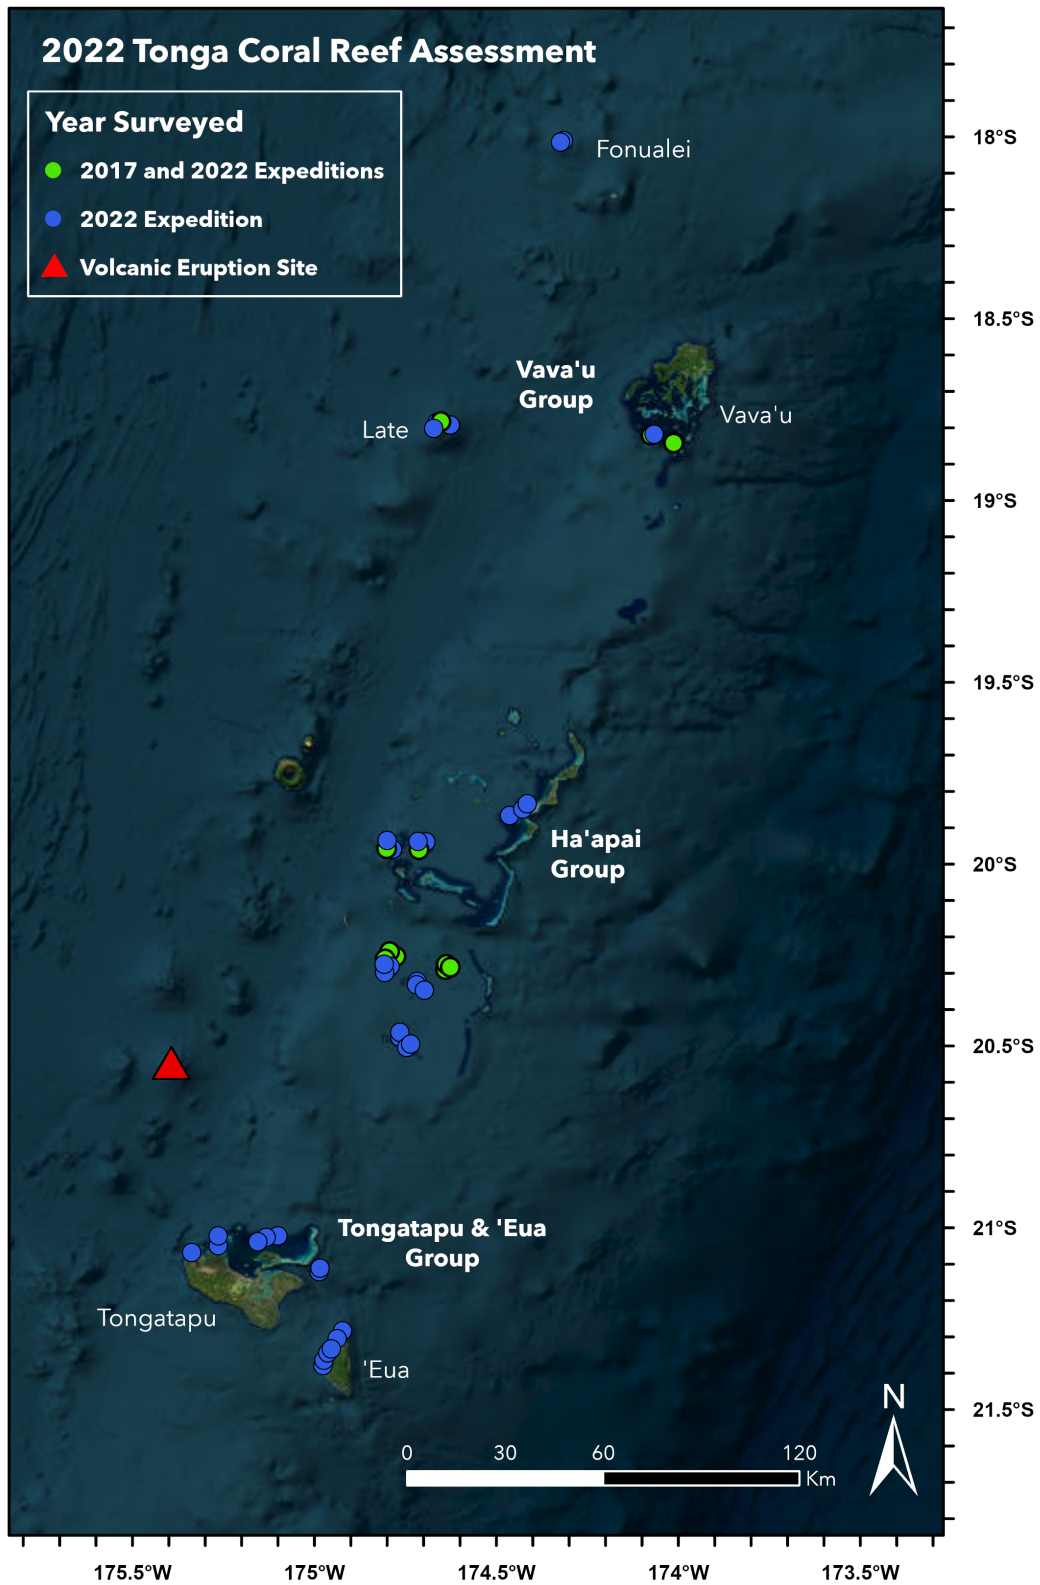 2022 Tonga Coral Reef Assessment
Year Surveyed
2017 and 2022 Expeditions
2022 Expedition
Volcanic Eruption Site
Fonualei
Vava'u
Group
Vava'u
Late
Ha'apai
Group
Tongatapu & 'Eua
Group
Tongatapu
'Eua
N
0 30 60 120
Km
18°S
18.5°S
19°S
19.5°S
20°S
20.5°S
21°S
21.5°S
175.5°W 175°W 174.5°W 174°W 173.5°W